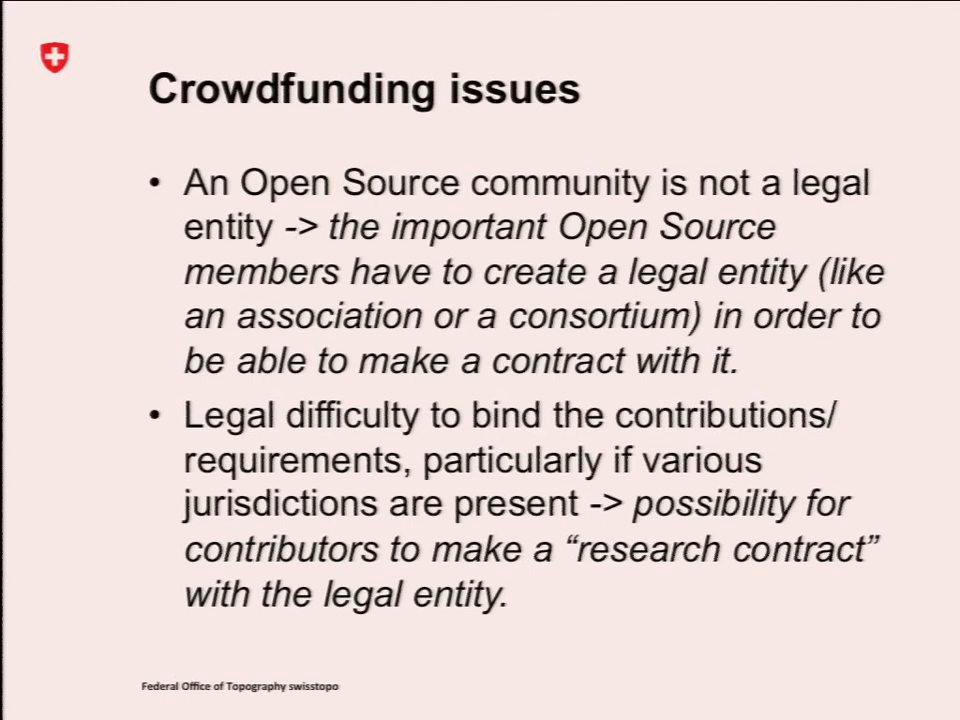 Crowdfunding issues
• An Open Source community is not a legal
entity -> the important Open Source
members have to create a legal entity (like
an association or a consortium) in order to
be able to make a contract with it.
• Legal difficulty to bind the contributions/
requirements, particularly if various
jurisdictions are present -> possibility for
contributors to make a “research contract”
with the legal entity.
Federal Office of Topography swisstopo